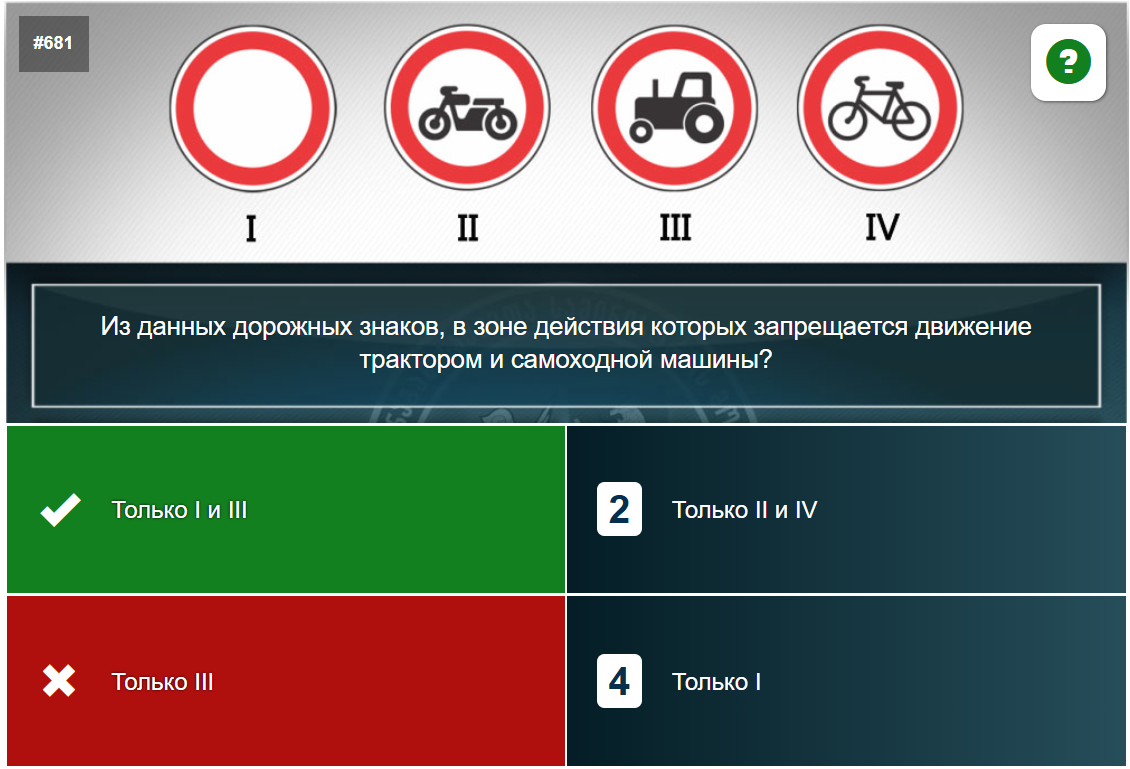 #681
?
I II III IV
Из данных дорожных знаков, в зоне действия которых запрещается движение
трактором и самоходной машины?
Только I и III
2 Только II и IV
Только III
4 Только I